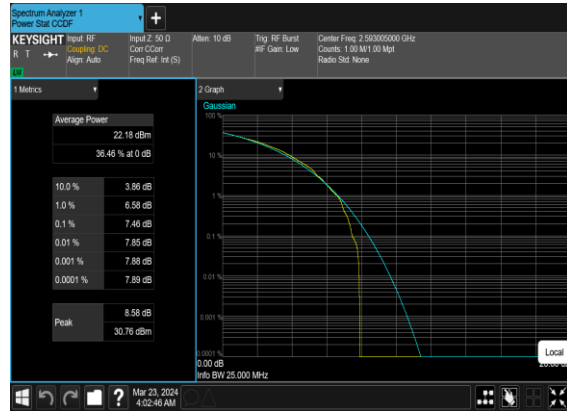 Spectrum Analyzer 1
Power Stat CCDF
KEYSIGHT
R T
LXI
Input: RF
Coupling: DC
Align: Auto
Input Z: 50 Ω
Corr CCorr
Freq Ref: Int (S)
Atten: 10 dB
Trig: RF Burst
#IF Gain: Low
Center Freq: 2.593005000 GHz
Counts: 1.00 M/1.00 Mpt
Radio Std: None
1 Metrics
Average Power
22.18 dBm
36.46 % at 0 dB
10.0 % 3.86 dB
1.0 % 6.58 dB
0.1 % 7.46 dB
0.01 % 7.85 dB
0.001 % 7.88 dB
0.0001 % 7.89 dB
Peak
8.58 dB
30.76 dBm
2 Graph
Gaussian
100 %
10 %
1 %
0.1 %
0.01 %
0.001 %
0.0001 %
0.00 dB
Info BW 25.000 MHz
Local
?
Mar 23, 2024
4:02:46 AM